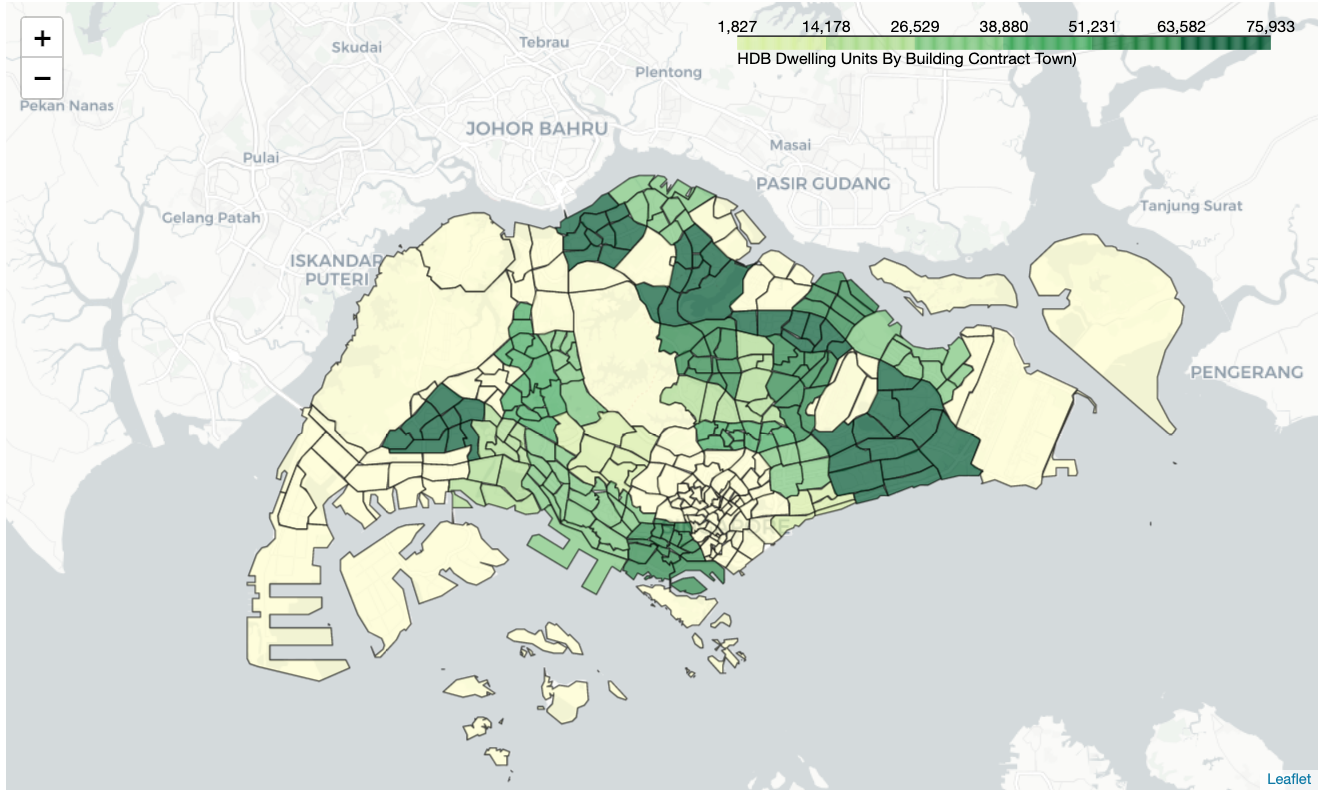 +
−
1,827 14,178 26,529 38,880 51,231 63,582 75,933
HDB Dwelling Units By Building Contract Town)
Skudai
Tebrau
Plentong
Pekan Nanas
JOHOR BAHRU
Masai
Pulai
PASIR GUDANG
Gelang Patah
Tanjung Surat
ISKANDAR
PUTERI
PENGERANG
Leaflet